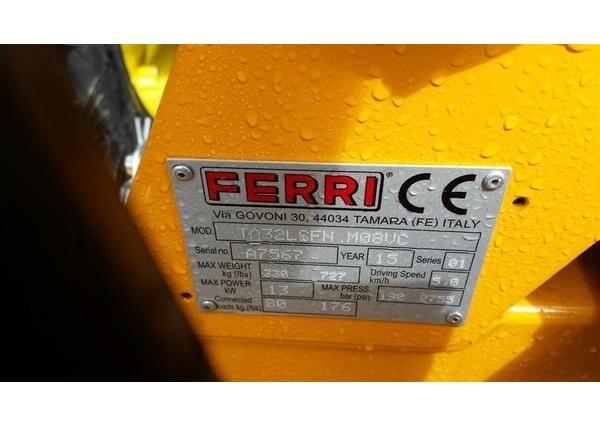 FERRI® CE
Via GOVONI 30, 44034 TAMARA (FE) ITALY
MOD. TA32LSFN M08VC
Serial no. A7567 YEAR 15 Series 01
MAX WEIGHT kg (lbs) 330 727 Driving Speed km/h 5,0
MAX POWER kW 13 MAX PRESS. bar (psi) 190 2755
Connected loads kg (lbs) 80 176